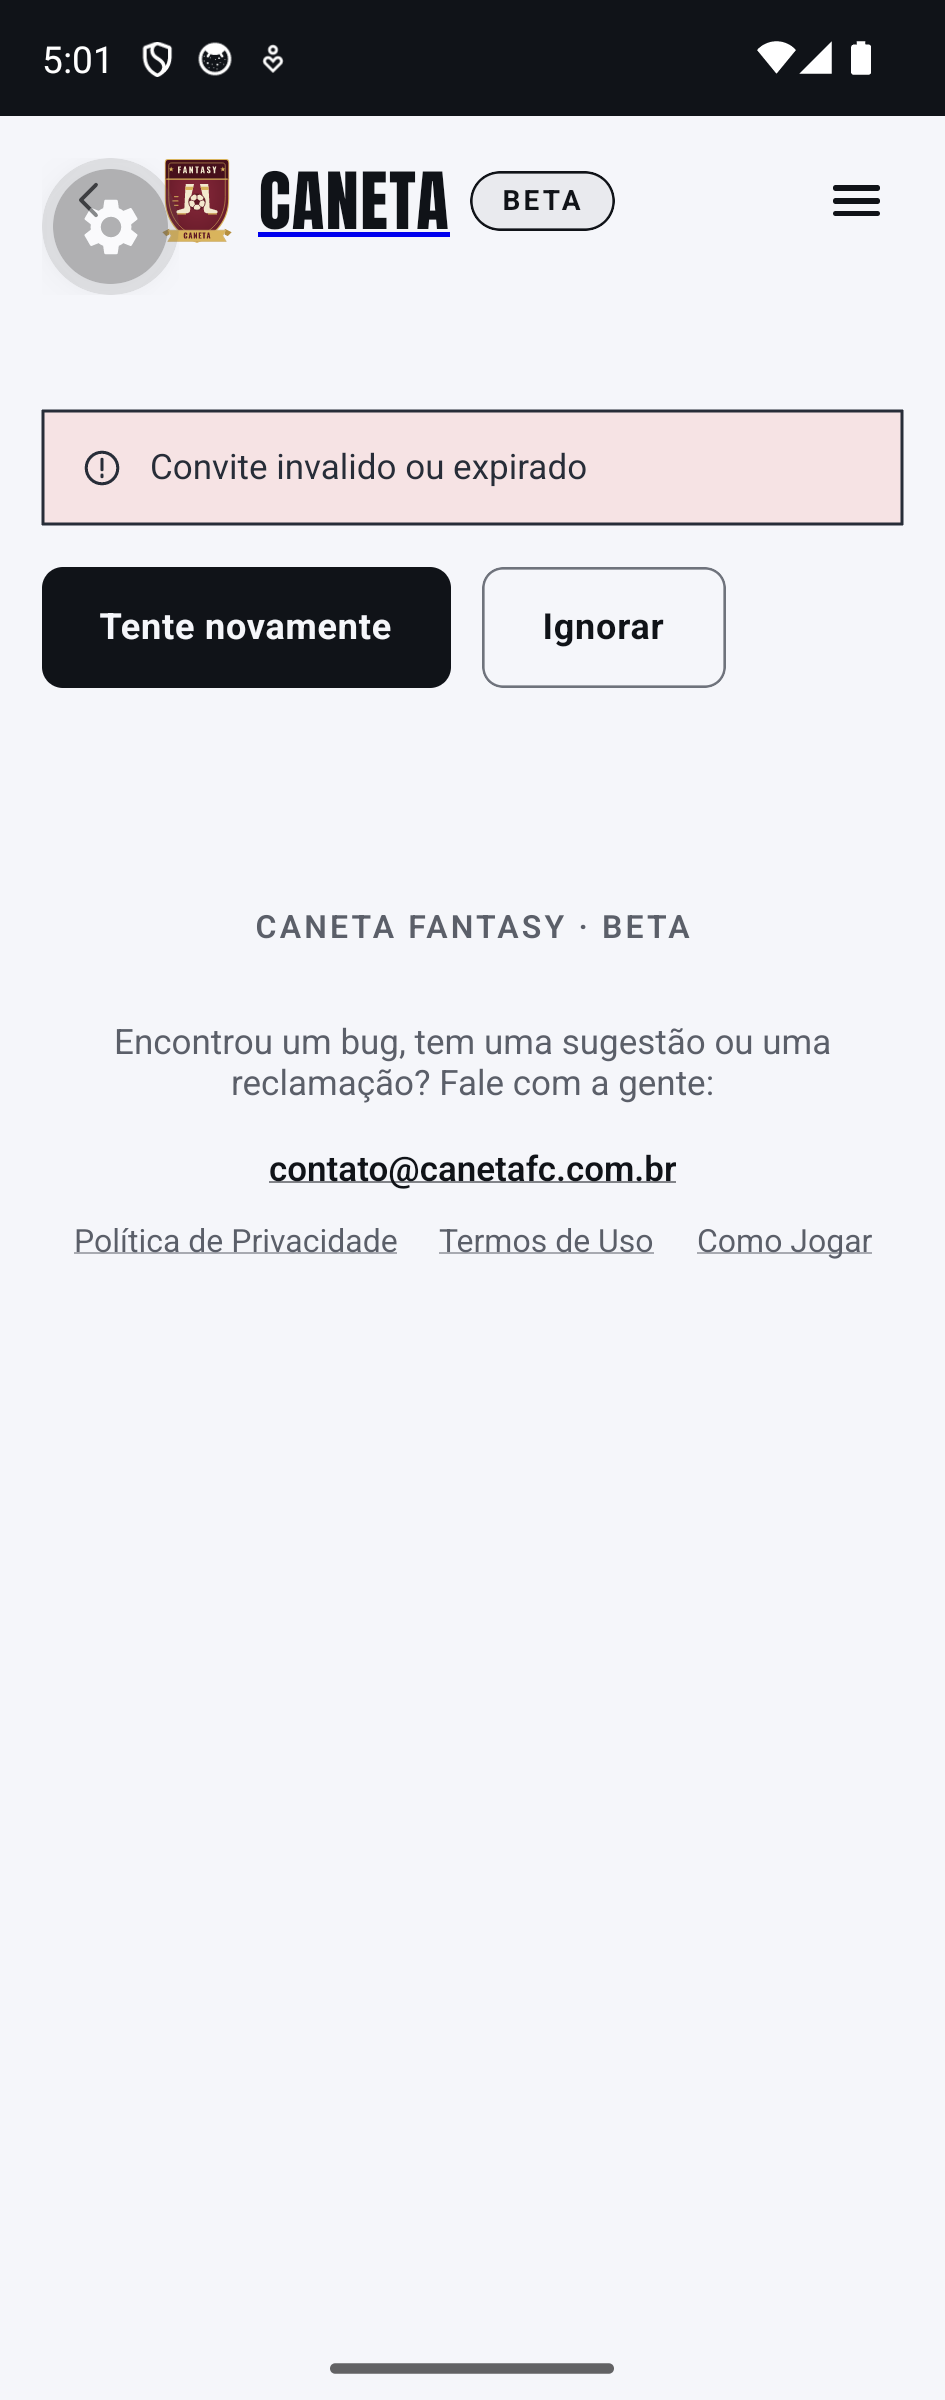 5:01
FANTASY
CANETA
CANETA
BETA
Convite invalido ou expirado
Tente novamente
Ignorar
CANETA FANTASY · BETA
Encontrou um bug, tem uma sugestão ou uma
reclamação? Fale com a gente:
contato@canetafc.com.br
Política de Privacidade Termos de Uso Como Jogar